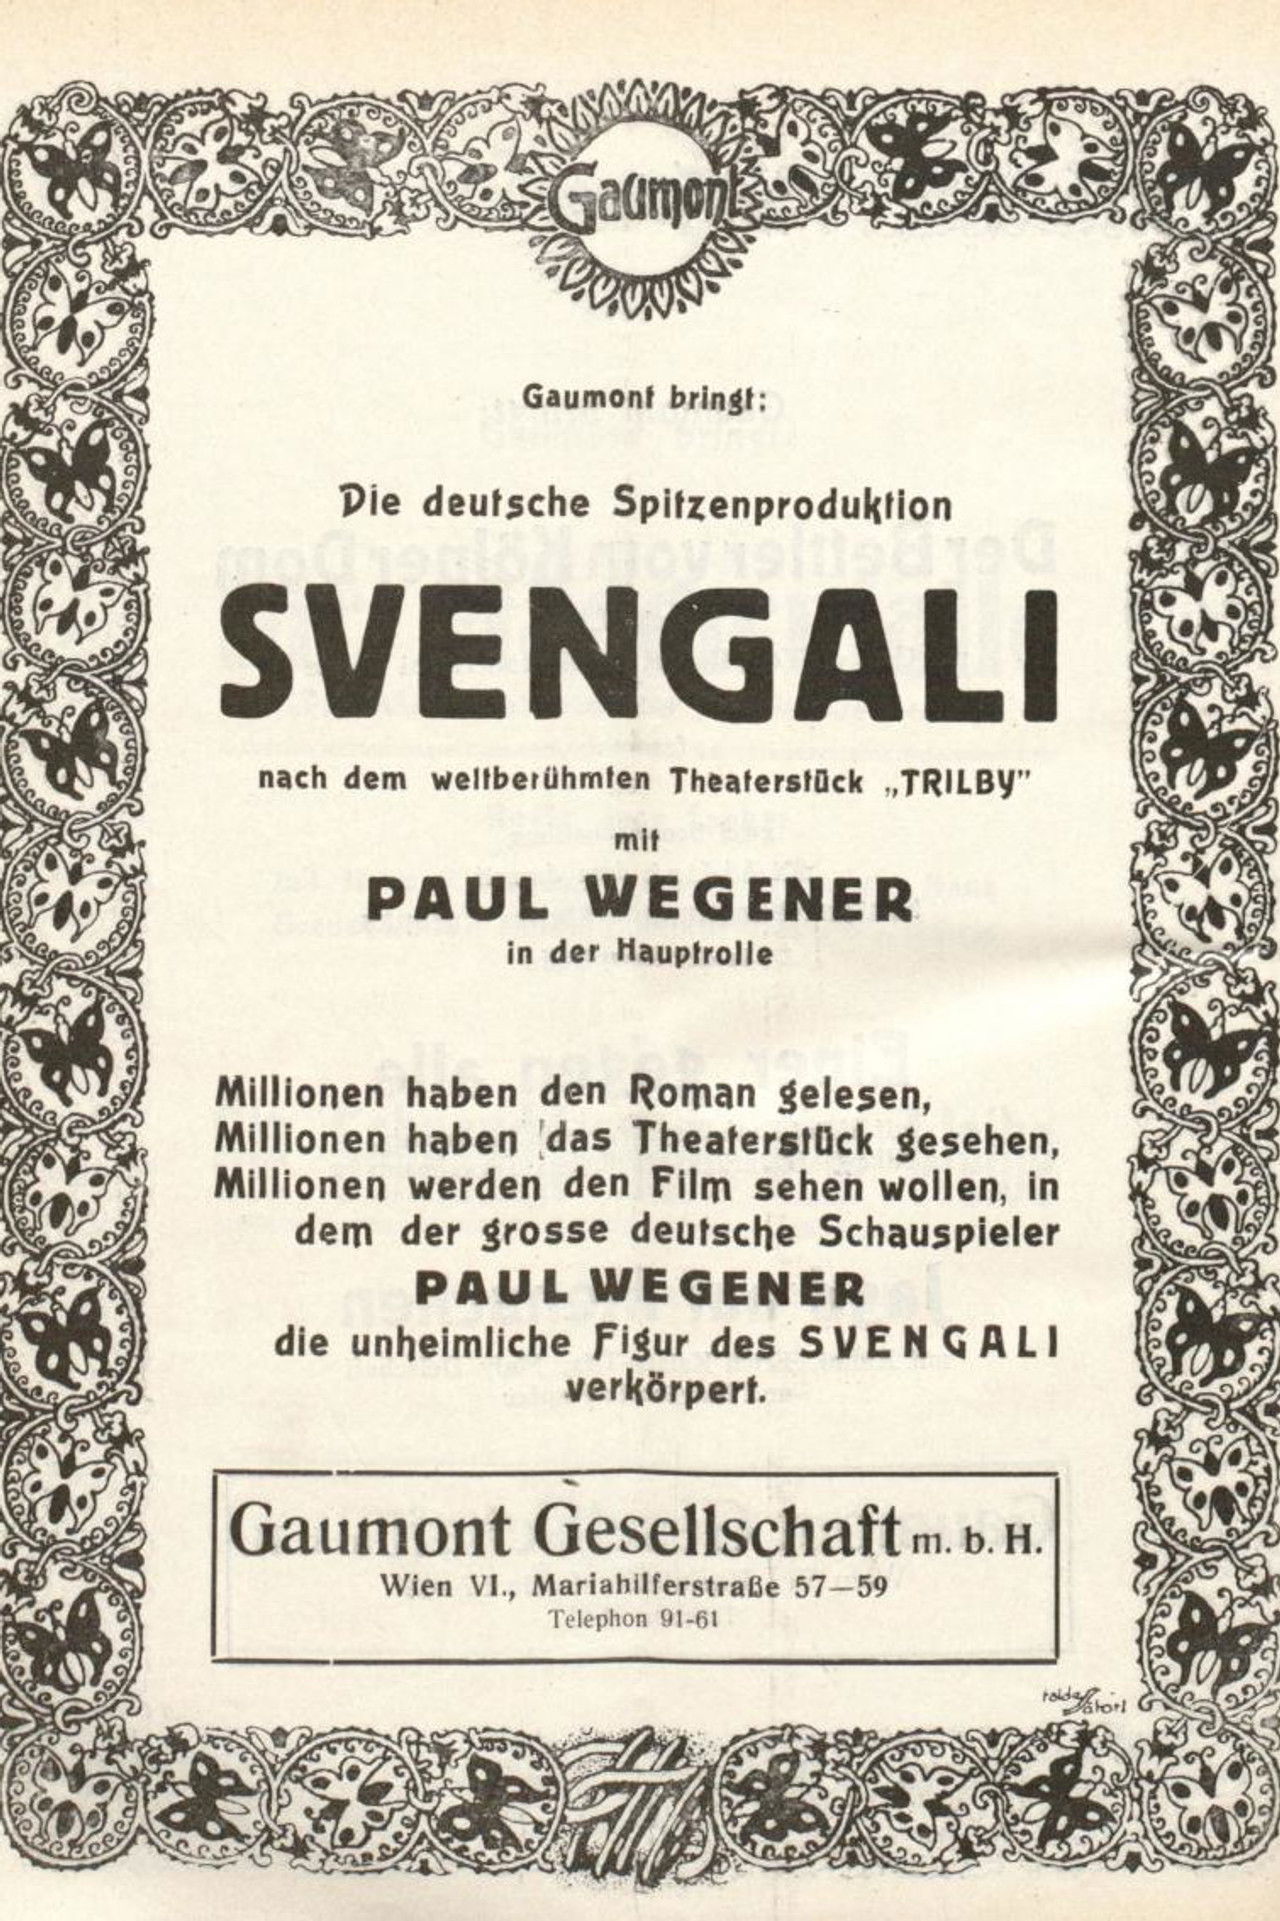 Gaumont
Gaumont bringt:
Die deutsche Spitzenproduktion
SVENGALI
nach dem weltberühmten Theaterstück „TRILBY”
mit
PAUL WEGENER
in der Hauptrolle
Millionen haben den Roman gelesen,
Millionen haben das Theaterstück gesehen,
Millionen werden den Film sehen wollen, in
dem der grosse deutsche Schauspieler
PAUL WEGENER
die unheimliche Figur des SVENGALI
verkörpert.
Gaumont Gesellschaft m. b. H.
Wien VI., Mariahilferstraße 57—59
Telephon 91-61